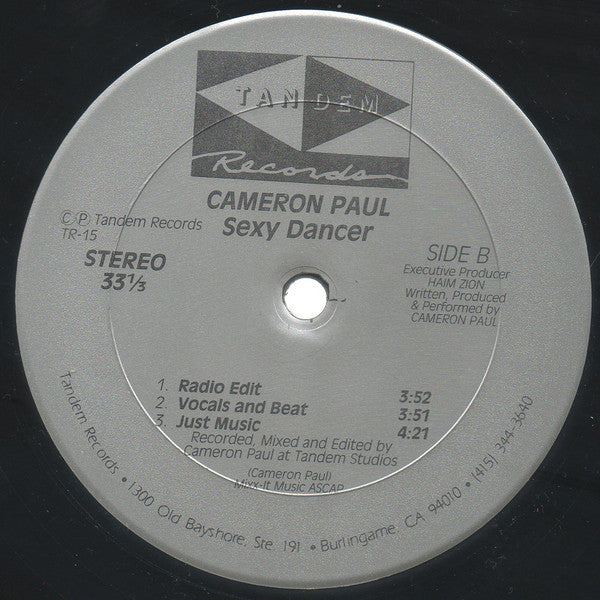 TANDEM
Records
CAMERON PAUL
Sexy Dancer
Ⓒ Ⓟ Tandem Records
TR-15
STEREO
33⅓
SIDE B
Executive Producer
HAIM ZION
Written, Produced
& Performed by
CAMERON PAUL
1. Radio Edit 3:52
2. Vocals and Beat 3:51
3. Just Music 4:21
Recorded, Mixed and Edited by
Cameron Paul at Tandem Studios
(Cameron Paul)
Mixx-It Music ASCAP
Tandem Records • 1300 Old Bayshore, Ste. 191 • Burlingame, CA 94010 • (415) 344-3640